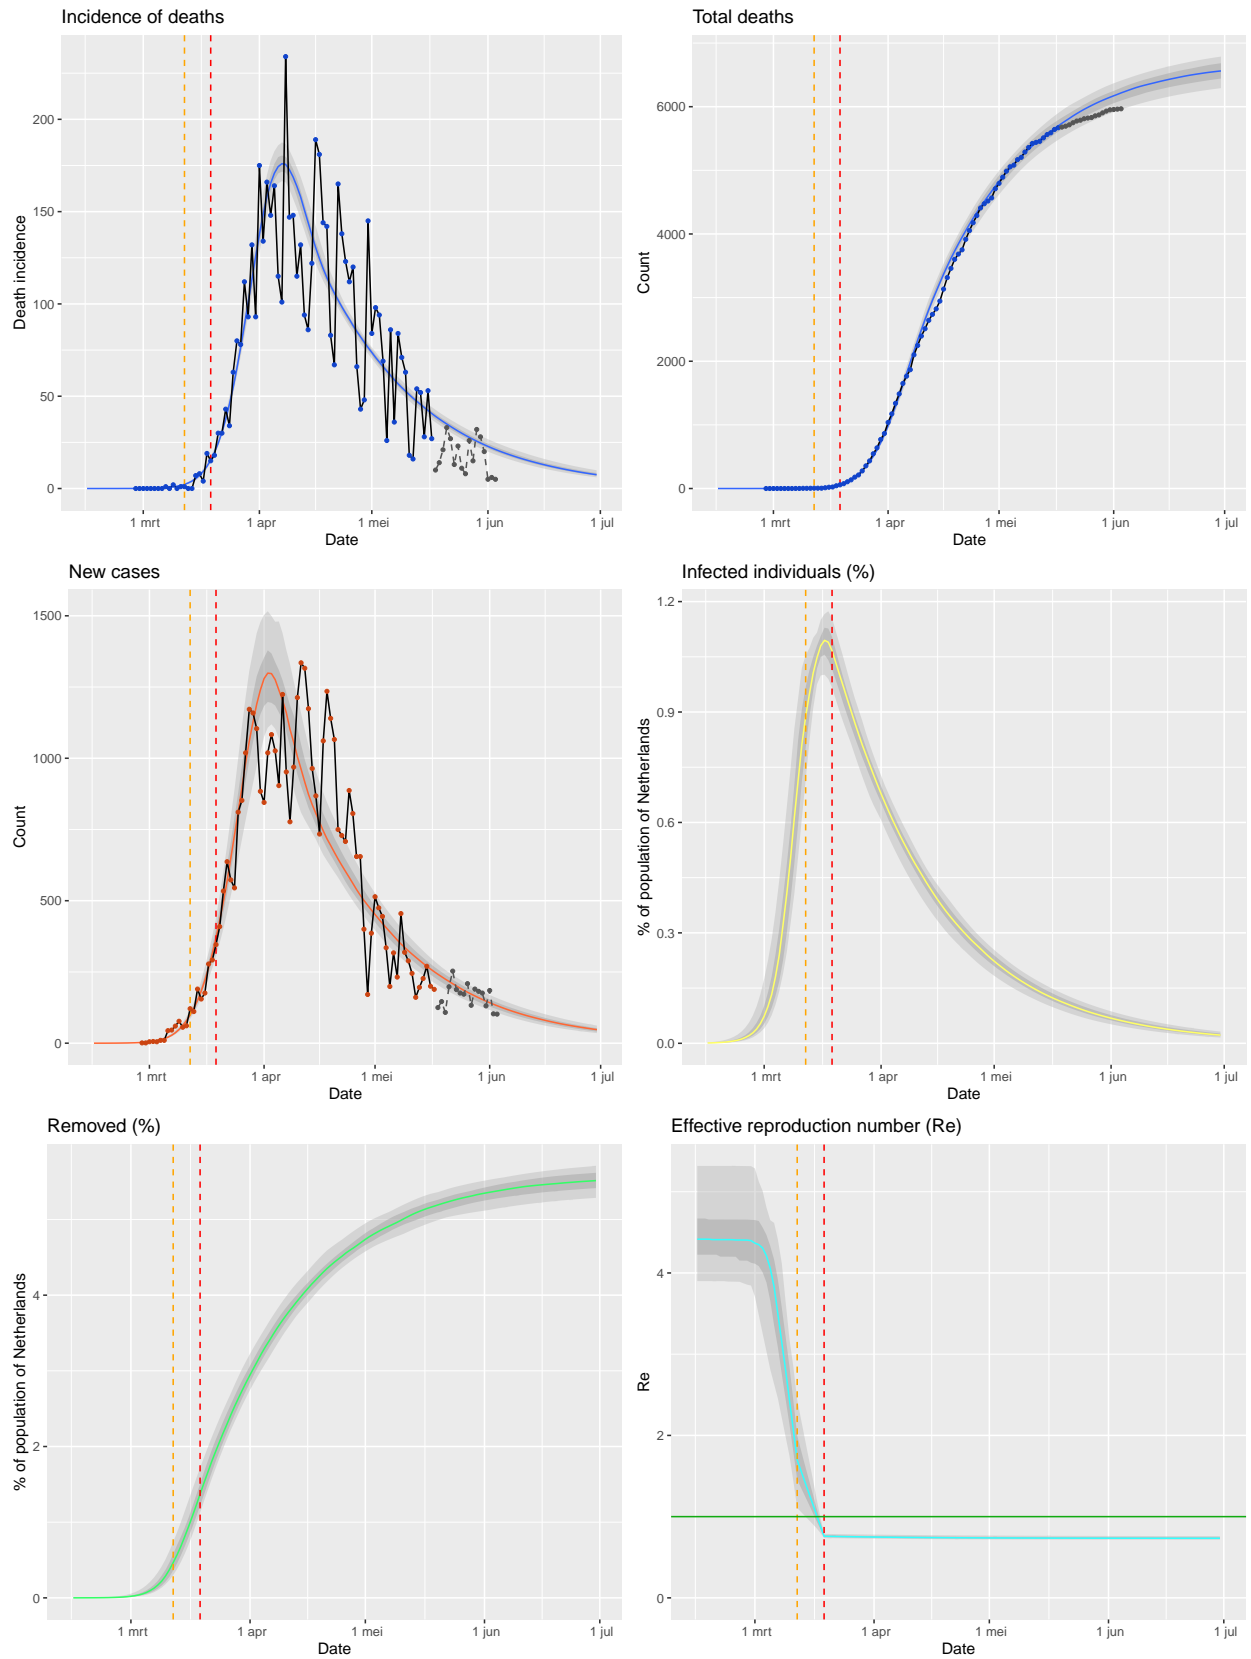 Incidence of deaths
Death incidence
200
150
100
50
0
1 mrt 1 apr 1 mei 1 jun 1 jul
Date
Total deaths
Count
6000
4000
2000
0
1 mrt 1 apr 1 mei 1 jun 1 jul
Date
New cases
Count
1500
1000
500
0
1 mrt 1 apr 1 mei 1 jun 1 jul
Date
Infected individuals (%)
% of population of Netherlands
1.2
0.9
0.6
0.3
0.0
1 mrt 1 apr 1 mei 1 jun 1 jul
Date
Removed (%)
% of population of Netherlands
4
2
0
1 mrt 1 apr 1 mei 1 jun 1 jul
Date
Effective reproduction number (Re)
Re
4
2
0
1 mrt 1 apr 1 mei 1 jun 1 jul
Date